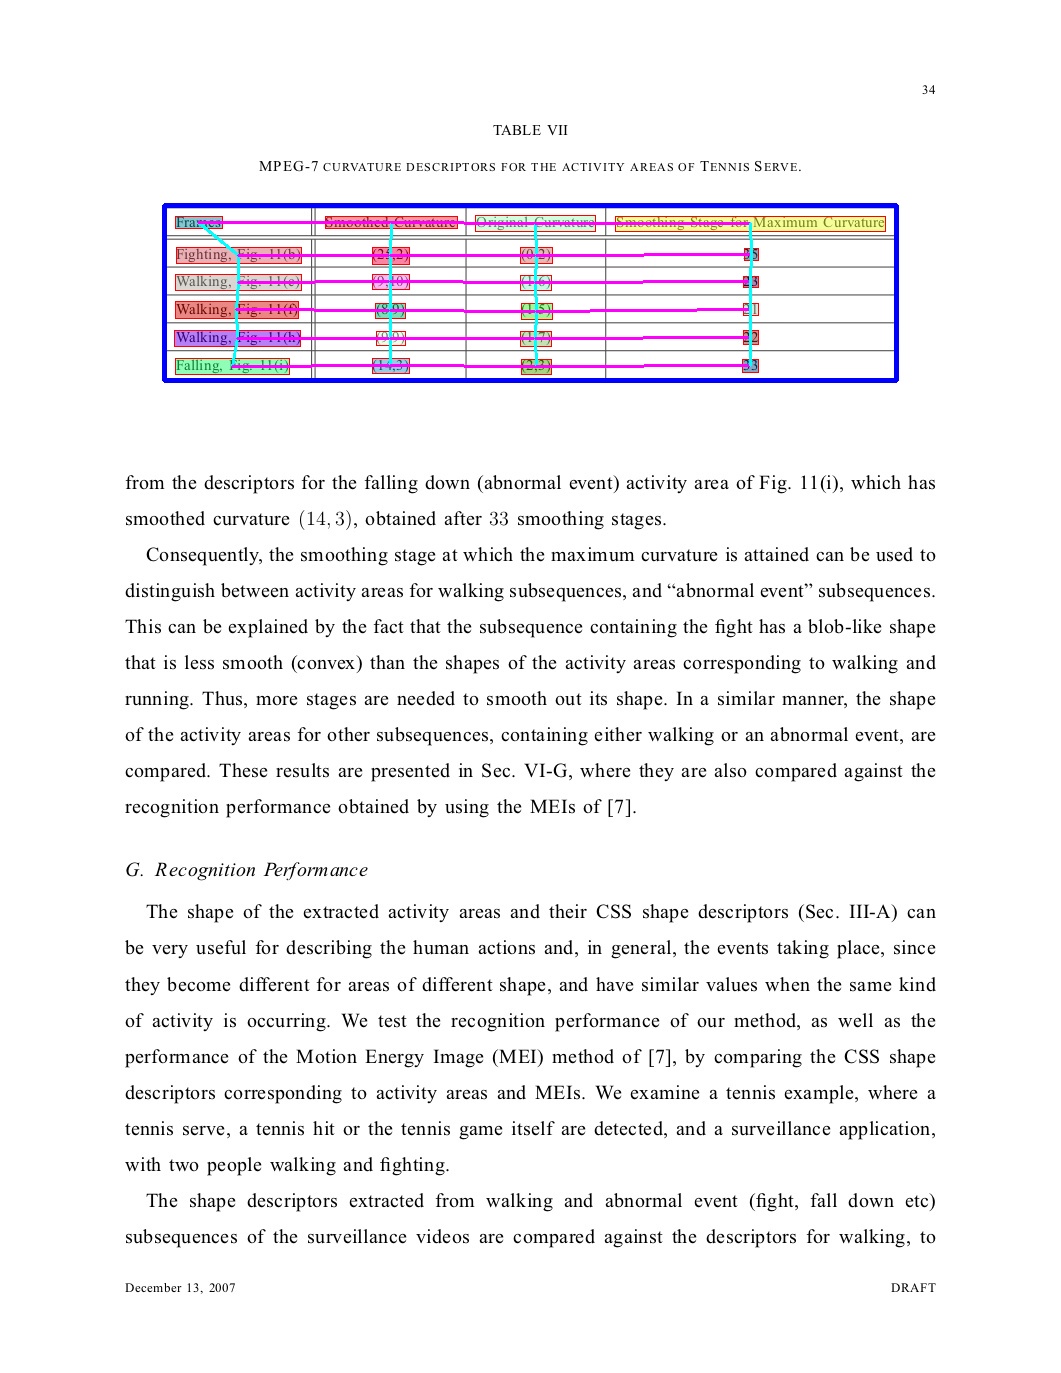 34
TABLE VII
MPEG-7 CURVATURE DESCRIPTORS FOR THE ACTIVITY AREAS OF TENNIS SERVE.
Frames Smoothed Curvature Original Curvature Smoothing Stage for Maximum Curvature
Fighting, Fig. 11(b)
Walking, Fig. 11(e) (9,10) (1,6)
Walking, Fig. 11(f) (8,9) (1,5)
Walking, Fig. 11(h) (9,9) (1,7)
Falling, Fig. 11(i) (14,3) (2,3) 33
from the descriptors for the falling down (abnormal event) activity area of Fig. 11(i), which has
smoothed curvature (14, 3), obtained after 33 smoothing stages.
Consequently, the smoothing stage at which the maximum curvature is attained can be used to
distinguish between activity areas for walking subsequences, and “abnormal event” subsequences.
This can be explained by the fact that the subsequence containing the fight has a blob-like shape
that is less smooth (convex) than the shapes of the activity areas corresponding to walking and
running. Thus, more stages are needed to smooth out its shape. In a similar manner, the shape
of the activity areas for other subsequences, containing either walking or an abnormal event, are
compared. These results are presented in Sec. VI-G, where they are also compared against the
recognition performance obtained by using the MEIs of [7].
G. Recognition Performance
The shape of the extracted activity areas and their CSS shape descriptors (Sec. III-A) can
be very useful for describing the human actions and, in general, the events taking place, since
they become different for areas of different shape, and have similar values when the same kind
of activity is occurring. We test the recognition performance of our method, as well as the
performance of the Motion Energy Image (MEI) method of [7], by comparing the CSS shape
descriptors corresponding to activity areas and MEIs. We examine a tennis example, where a
tennis serve, a tennis hit or the tennis game itself are detected, and a surveillance application,
with two people walking and fighting.
The shape descriptors extracted from walking and abnormal event (fight, fall down etc)
subsequences of the surveillance videos are compared against the descriptors for walking, to
December 13, 2007 DRAFT